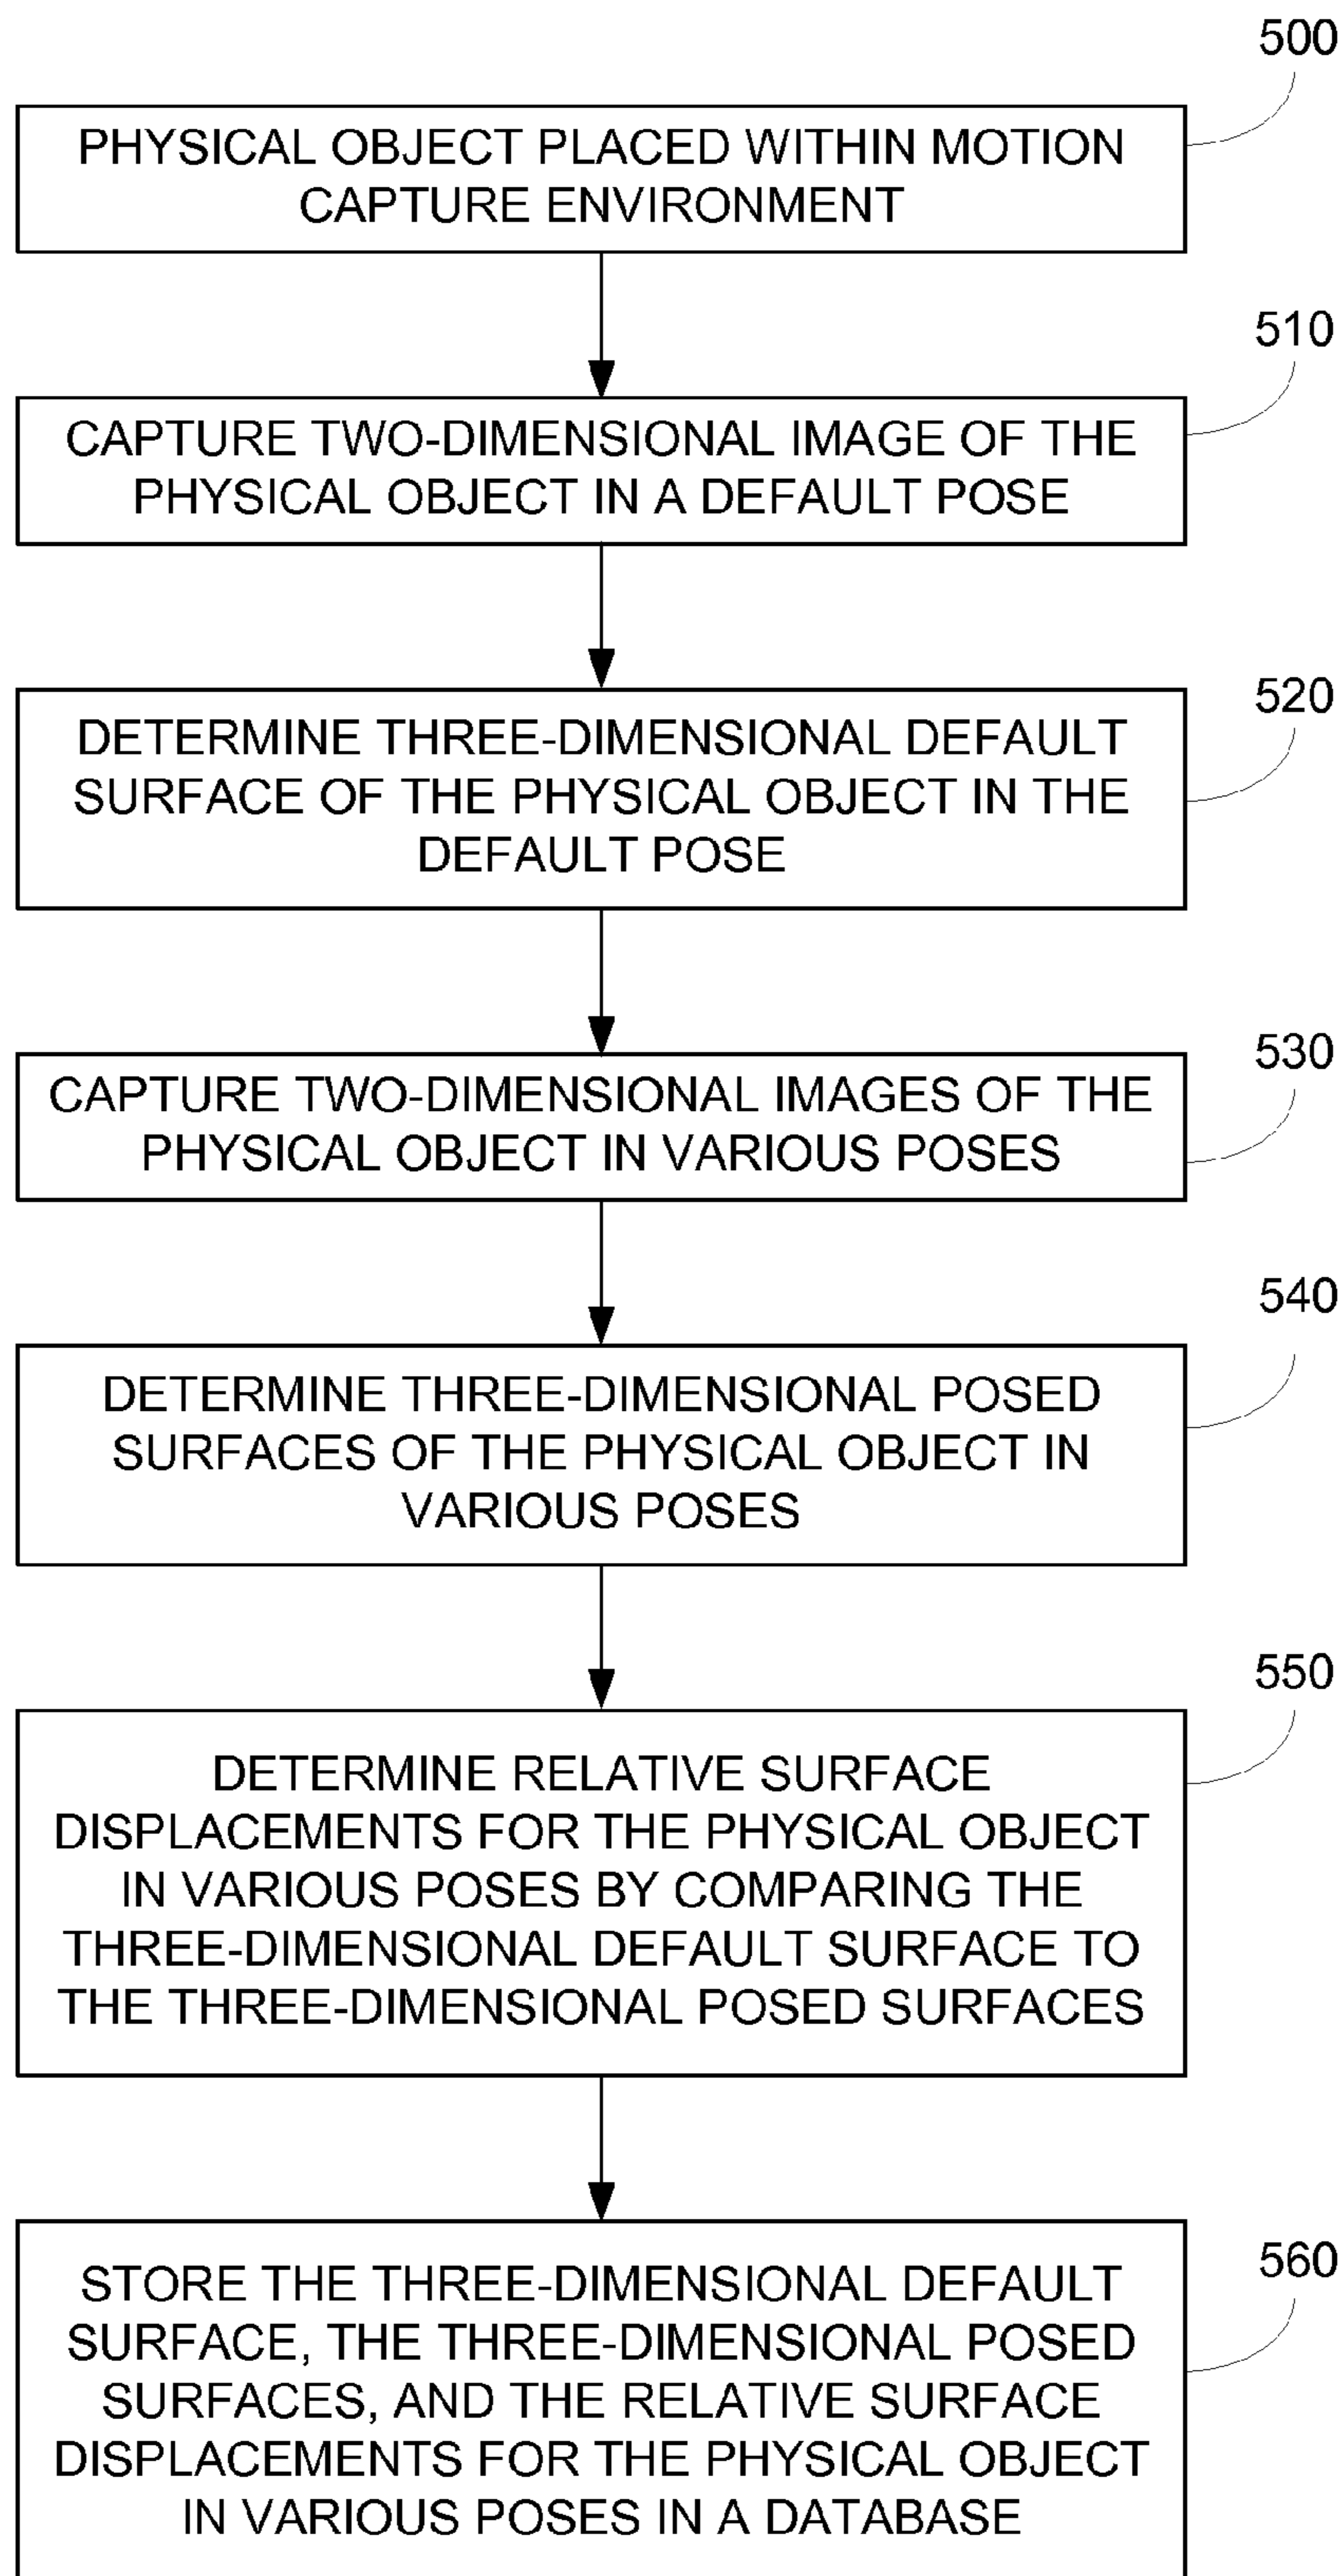 500
PHYSICAL OBJECT PLACED WITHIN MOTION
CAPTURE ENVIRONMENT
510
CAPTURE TWO-DIMENSIONAL IMAGE OF THE
PHYSICAL OBJECT IN A DEFAULT POSE
520
DETERMINE THREE-DIMENSIONAL DEFAULT
SURFACE OF THE PHYSICAL OBJECT IN THE
DEFAULT POSE
530
CAPTURE TWO-DIMENSIONAL IMAGES OF THE
PHYSICAL OBJECT IN VARIOUS POSES
540
DETERMINE THREE-DIMENSIONAL POSED
SURFACES OF THE PHYSICAL OBJECT IN
VARIOUS POSES
550
DETERMINE RELATIVE SURFACE
DISPLACEMENTS FOR THE PHYSICAL OBJECT
IN VARIOUS POSES BY COMPARING THE
THREE-DIMENSIONAL DEFAULT SURFACE TO
THE THREE-DIMENSIONAL POSED SURFACES
560
STORE THE THREE-DIMENSIONAL DEFAULT
SURFACE, THE THREE-DIMENSIONAL POSED
SURFACES, AND THE RELATIVE SURFACE
DISPLACEMENTS FOR THE PHYSICAL OBJECT
IN VARIOUS POSES IN A DATABASE